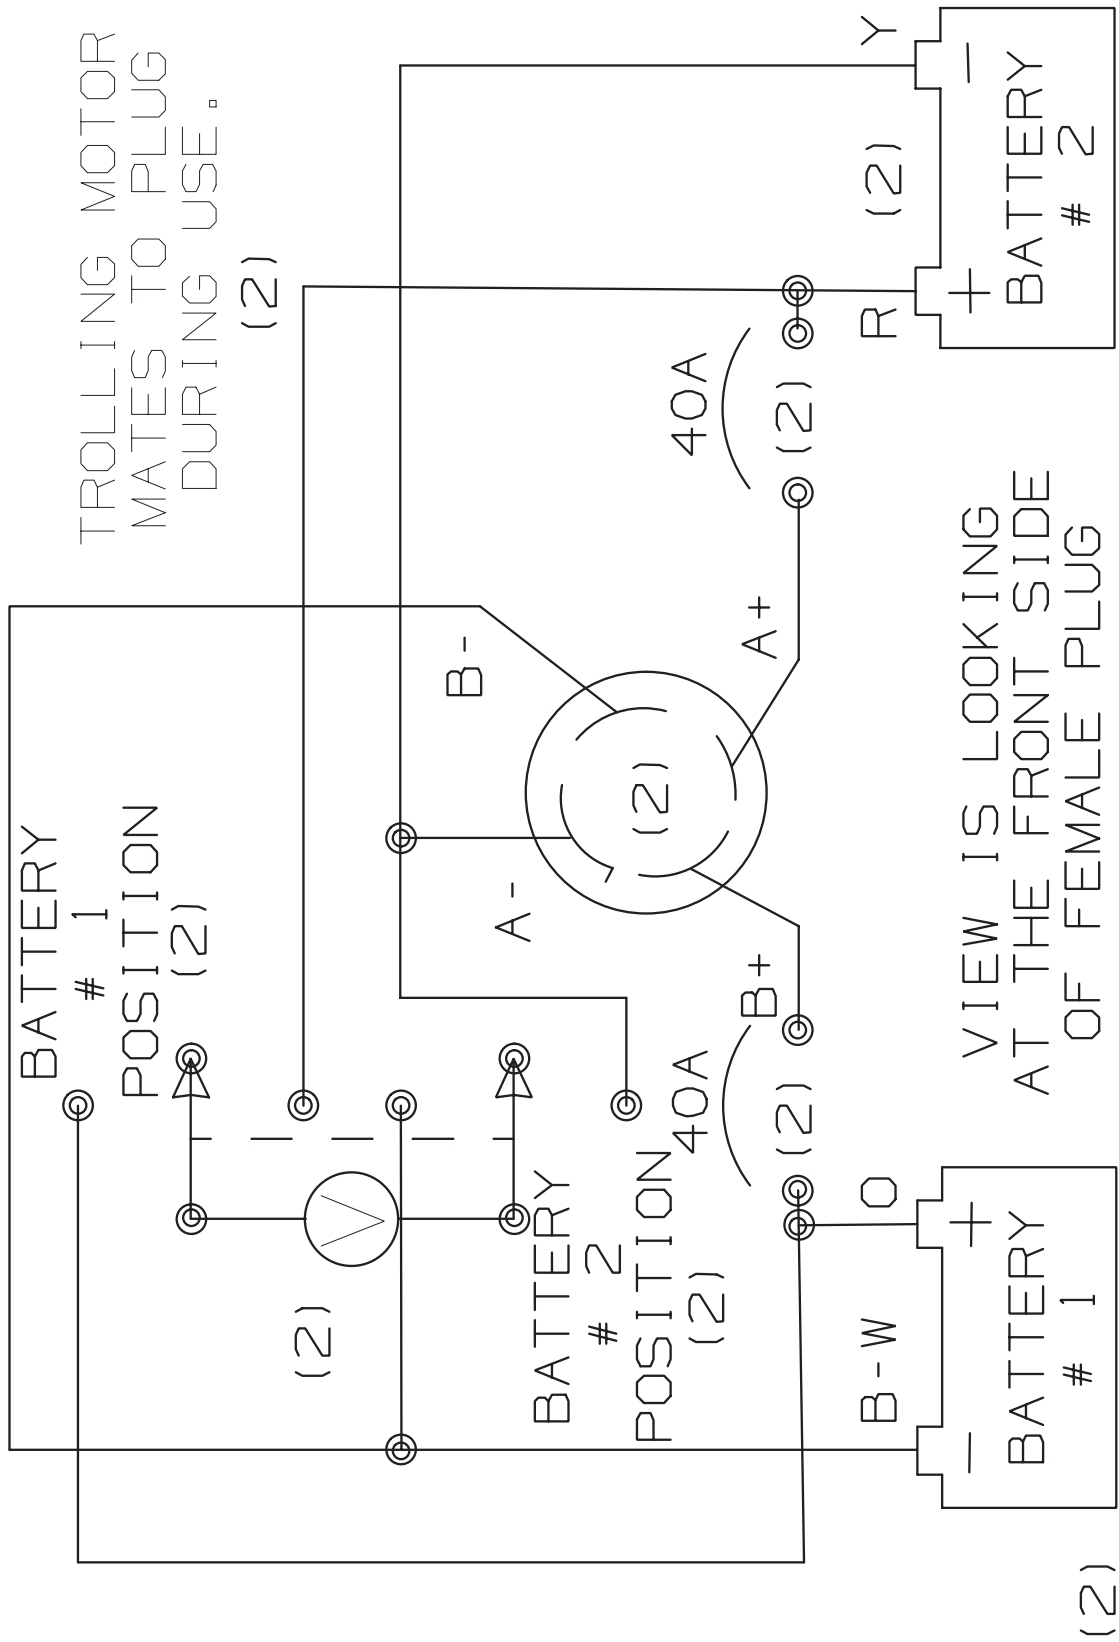 TROLLING MOTOR
MATES TO PLUG
DURING USE.
(2)
Y
(2)
R
BATTERY
# 2
40A
(2)
B-
A+
(2)
A-
B+
BATTERY
# 1
POSITION
(2)
V
VIEW IS LOOKING
AT THE FRONT SIDE
OF FEMALE PLUG
BATTERY
# 2
POSITION
(2)
40A
(2)
(2)
O
B-W
BATTERY
# 1
(2)
+
-
+
-